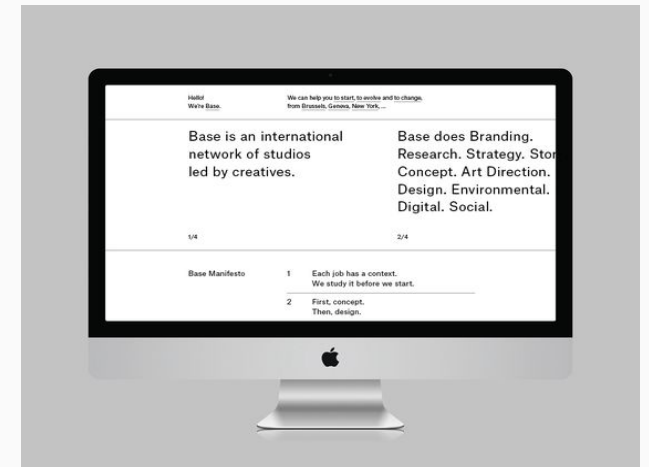 Hello!
We're Base.
We can help you to start, to evolve and to change,
from Brussels, Geneva, New York, ...
Base is an international
network of studios
led by creatives.
1/4
Base does Branding.
Research. Strategy. Stor
Concept. Art Direction.
Design. Environmental.
Digital. Social.
2/4
Base Manifesto
1 Each job has a context.
We study it before we start.
2 First, concept.
Then, design.